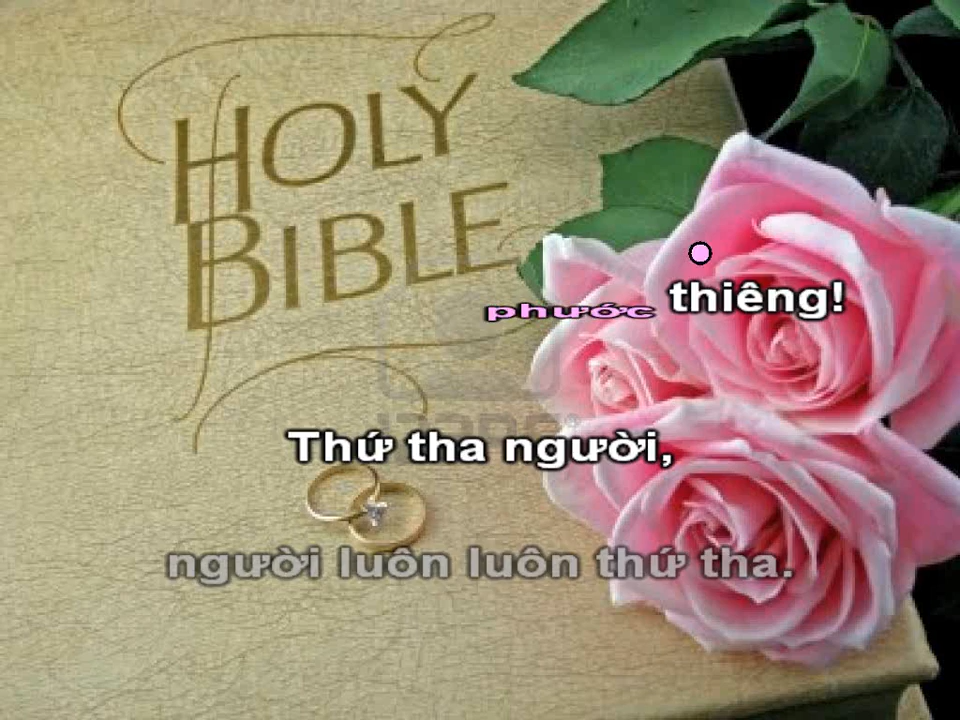 HOLY
BIBLE
phước thiêng!
Thứ tha người,
người luôn luôn thứ tha.